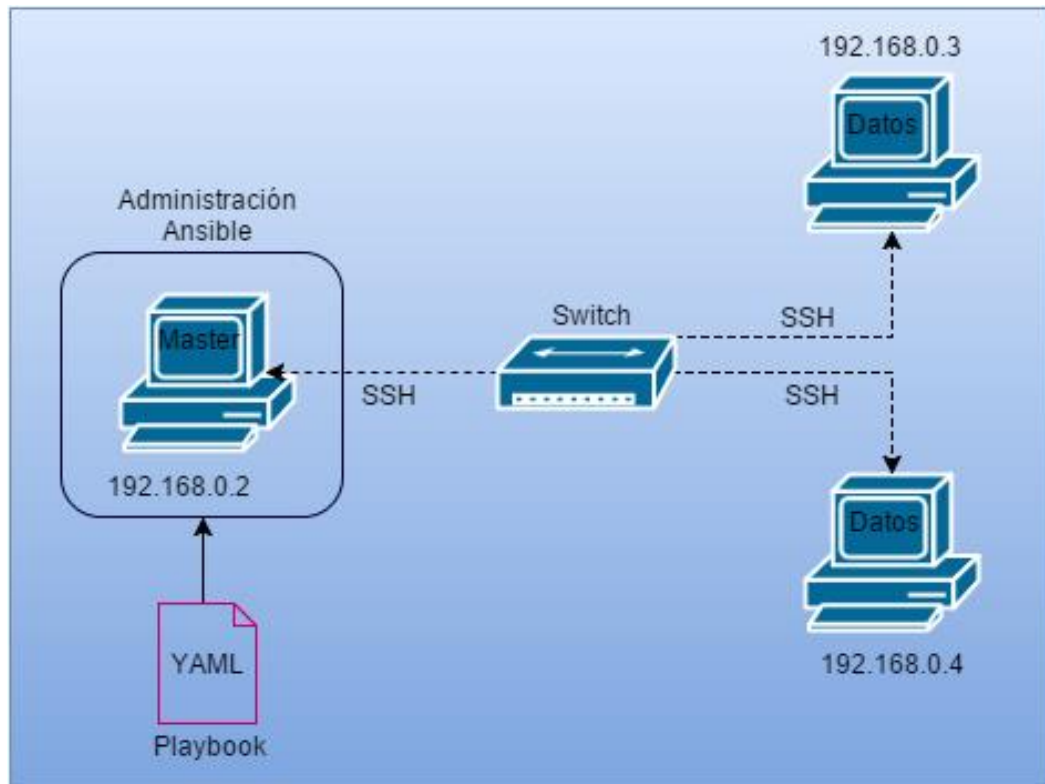 192.168.0.3
Datos
Administración
Ansible
Master
192.168.0.2
Switch
SSH
SSH
SSH
Datos
192.168.0.4
YAML
Playbook